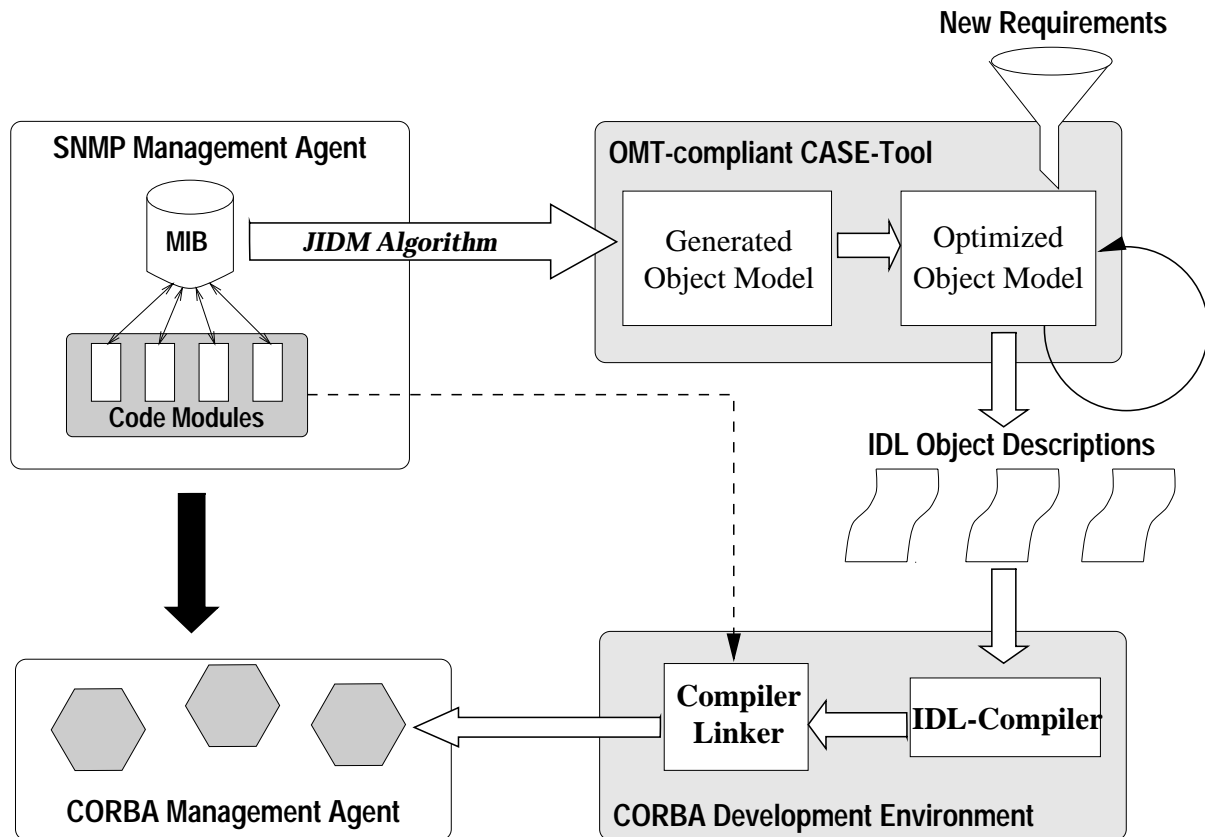 New Requirements
SNMP Management Agent
MIB
Code Modules
JIDM Algorithm
OMT-compliant CASE-Tool
Generated
Object Model
Optimized
Object Model
IDL Object Descriptions
Compiler
Linker
IDL-Compiler
CORBA Management Agent
CORBA Development Environment